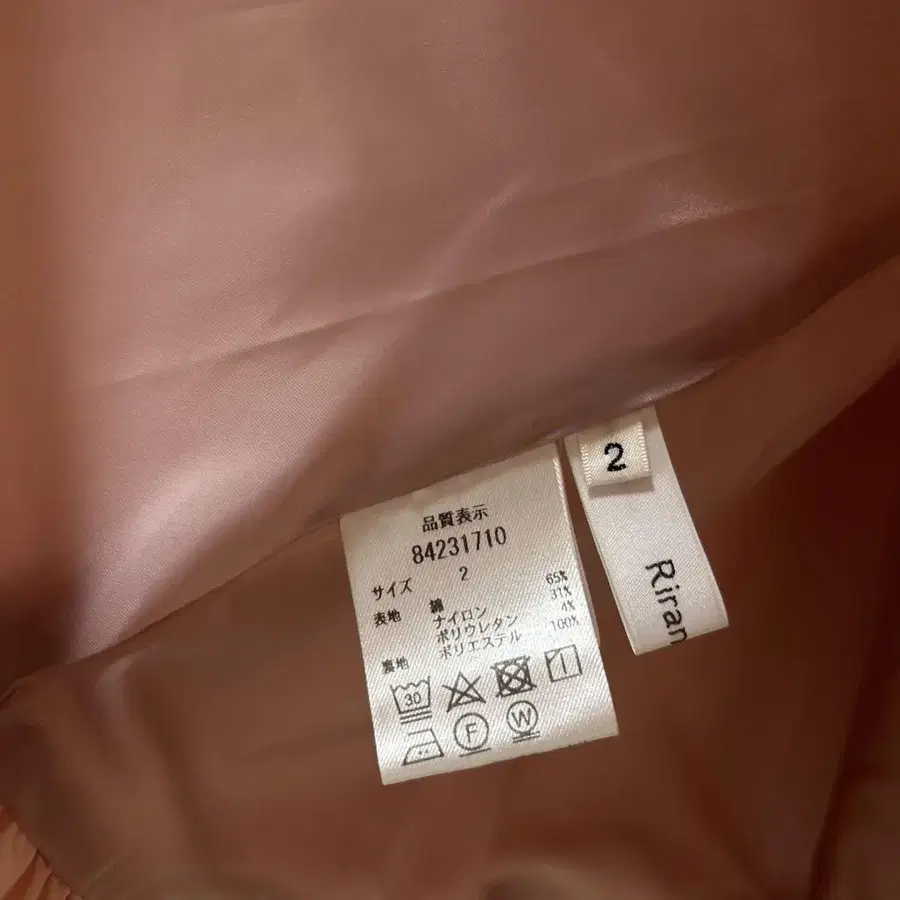 品質表示
84231710
サイズ 2
表地 綿 65%
ナイロン 31%
ポリウレタン 4%
裏地 ポリエステル 100%
30
F
W
2
Riran